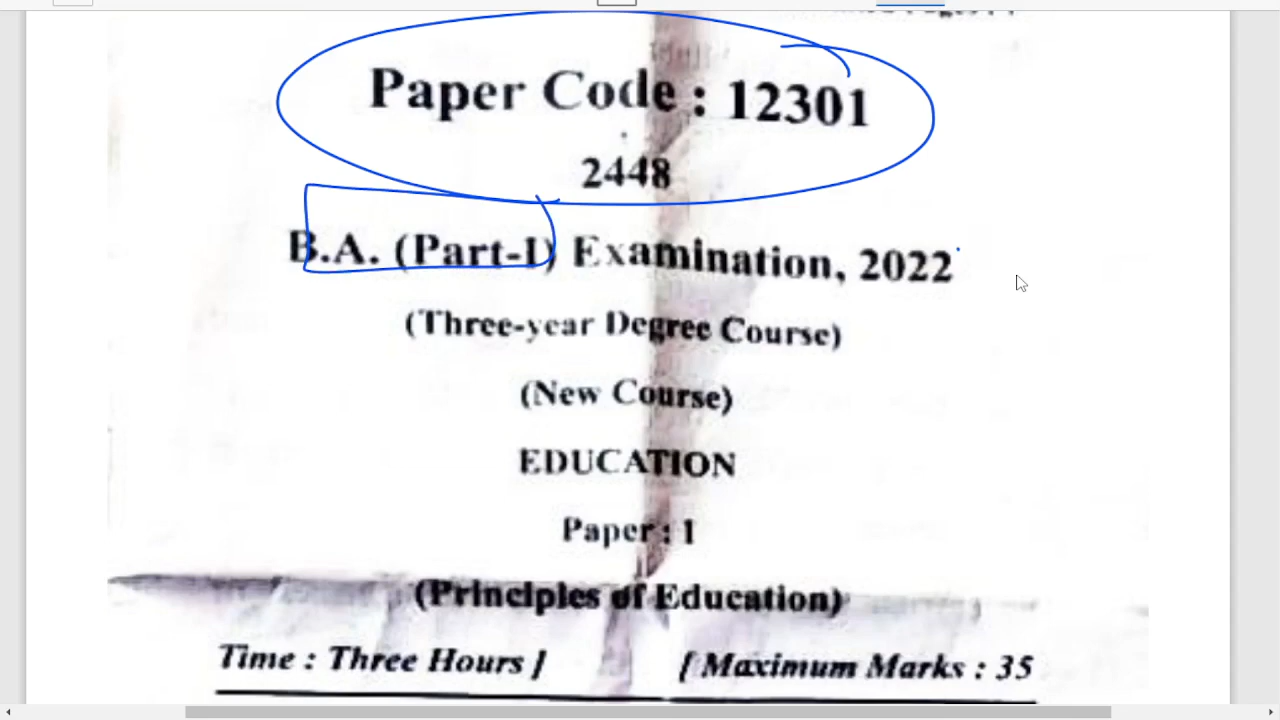 Paper Code : 12301
2448
B.A. (Part-I) Examination, 2022
(Three-year Degree Course)
(New Course)
EDUCATION
Paper : 1
(Principles of Education)
Time : Three Hours ] [ Maximum Marks : 35